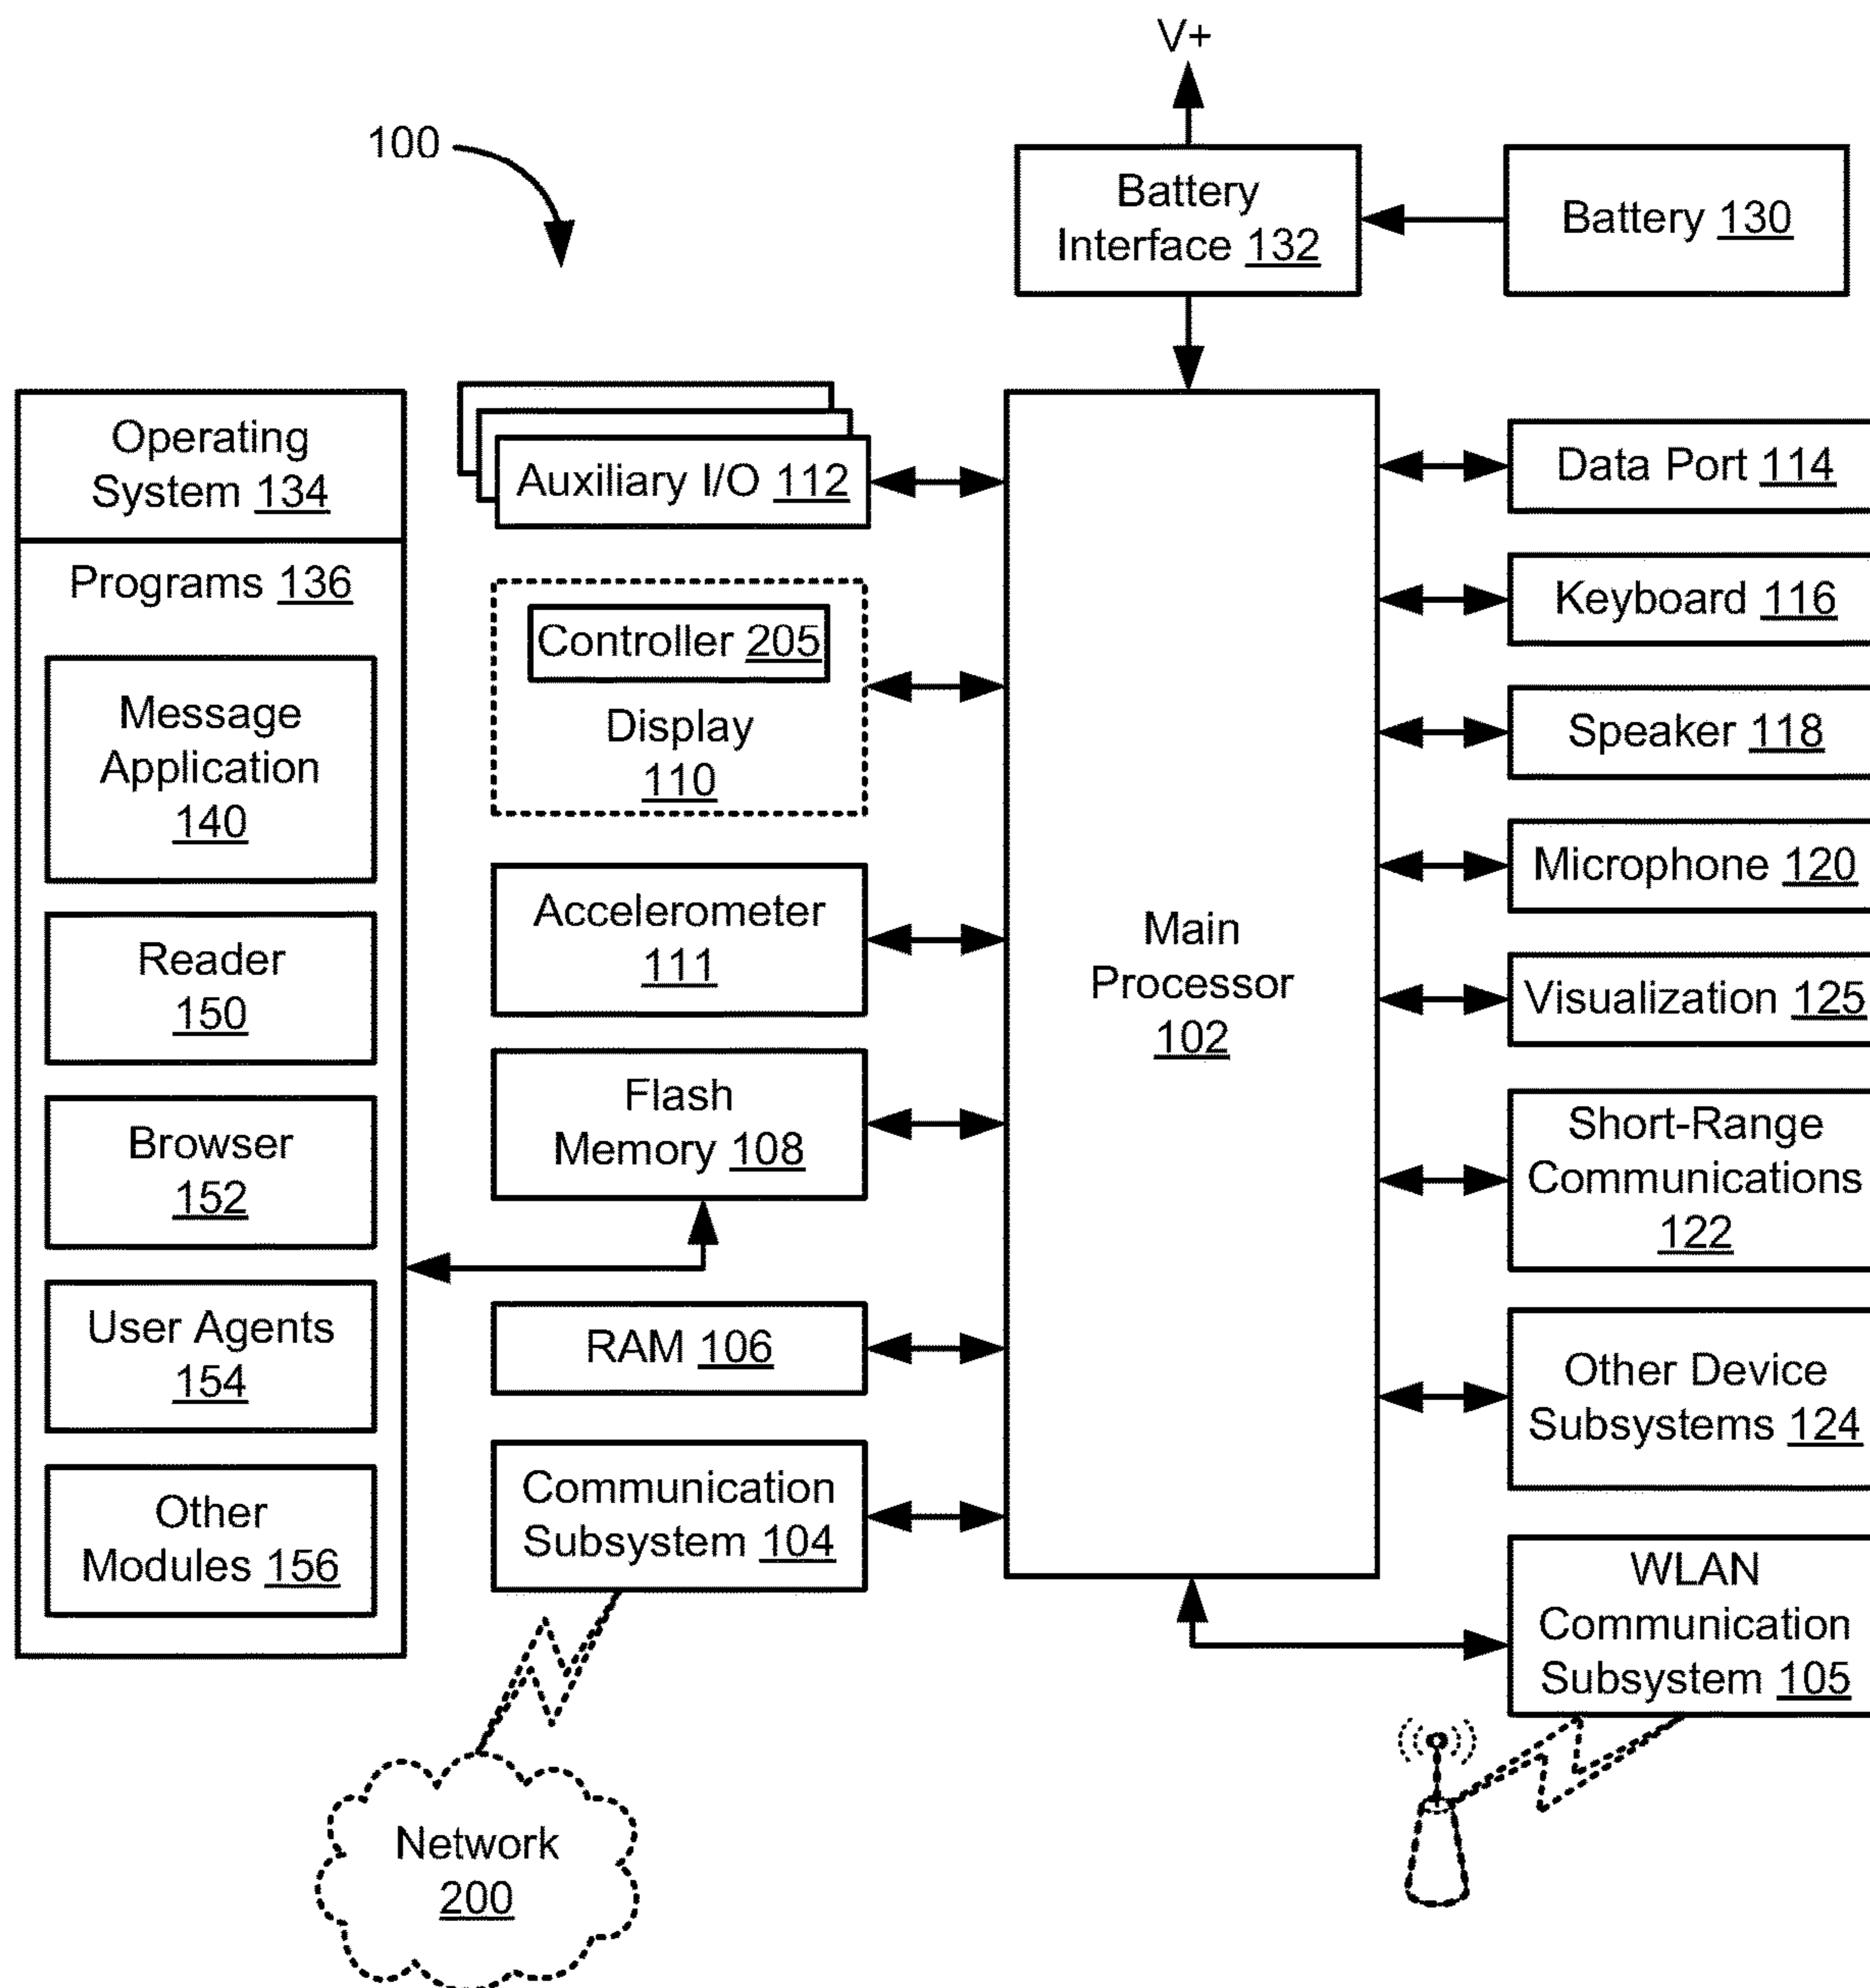 V+
100
Battery
Interface 132
Battery 130
Operating
System 134
Programs 136
Message
Application
140
Reader
150
Browser
152
User Agents
154
Other
Modules 156
Auxiliary I/O 112
Controller 205
Display
110
Accelerometer
111
Flash
Memory 108
RAM 106
Communication
Subsystem 104
Network
200
Main
Processor
102
Data Port 114
Keyboard 116
Speaker 118
Microphone 120
Visualization 125
Short-Range
Communications
122
Other Device
Subsystems 124
WLAN
Communication
Subsystem 105